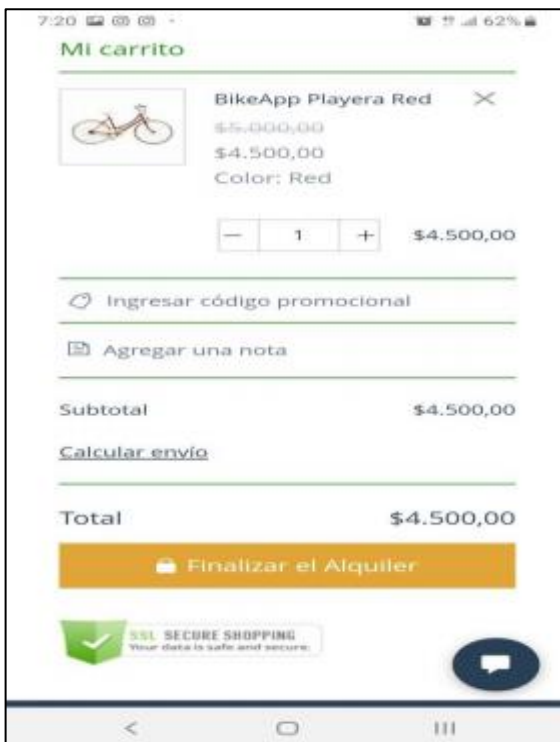 7:20
62%
Mi carrito
BikeApp Playera Red
$5.000,00
$4.500,00
Color: Red
1
$4.500,00
Ingresar código promocional
Agregar una nota
Subtotal $4.500,00
Calcular envío
Total $4.500,00
Finalizar el Alquiler
SSL SECURE SHOPPING
Your data is safe and secure.